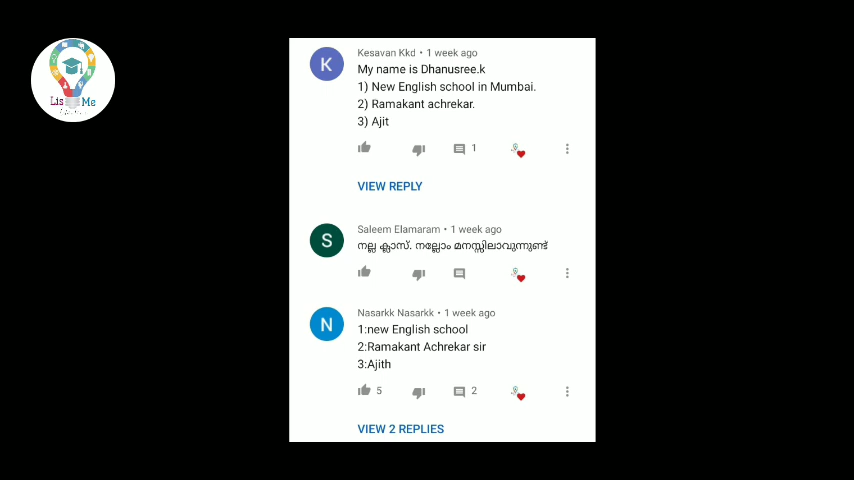 Kesavan Kkd • 1 week ago
My name is Dhanusree.k
1) New English school in Mumbai.
2) Ramakant achrekar.
3) Ajit
1
VIEW REPLY
Saleem Elamaram • 1 week ago
നല്ല ക്ലാസ്. നല്ലോം മനസ്സിലാവുന്നുണ്ട്
Nasarkk Nasarkk • 1 week ago
1:new English school
2:Ramakant Achrekar sir
3:Ajith
5 2
VIEW 2 REPLIES
K
S
N
Lis Me